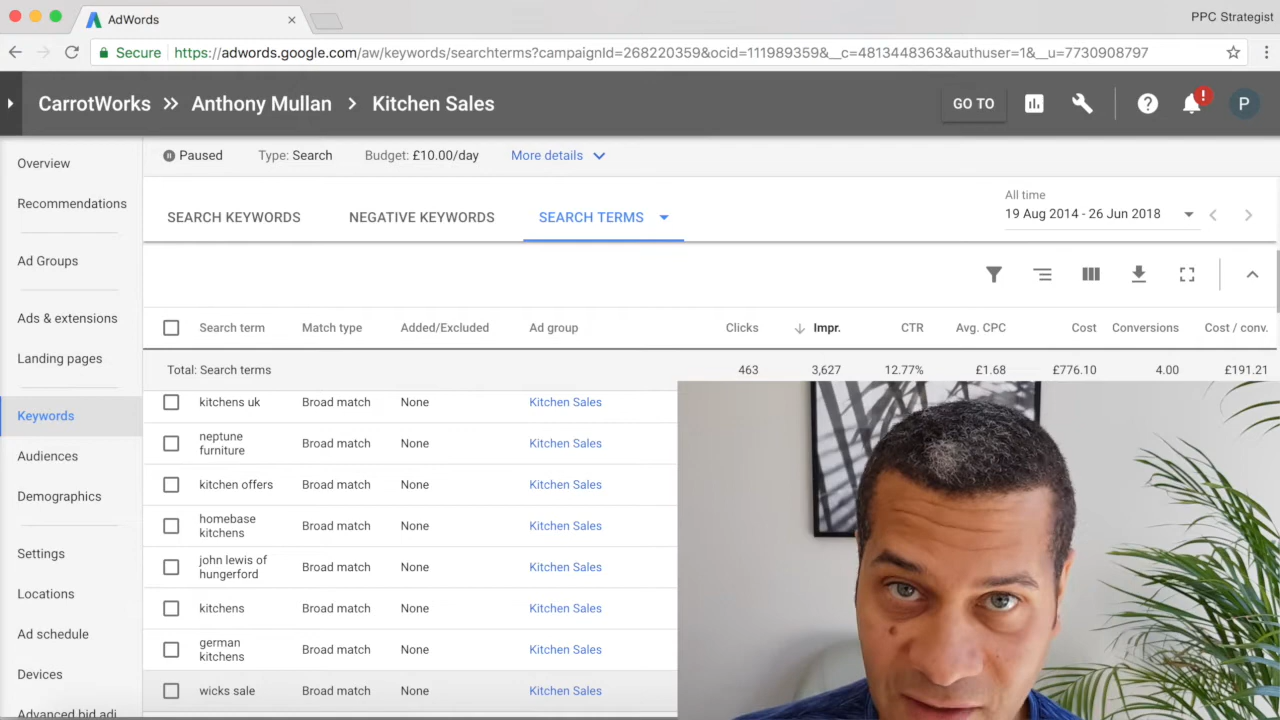 AdWords
PPC Strategist
Secure https://adwords.google.com/aw/keywords/searchterms?campaignId=268220359&ocid=111989359&__c=4813448363&authuser=1&__u=7730908797
CarrotWorks Anthony Mullan Kitchen Sales GO TO P
Paused Type: Search Budget: £10.00/day More details
SEARCH KEYWORDS NEGATIVE KEYWORDS SEARCH TERMS
All time
19 Aug 2014 - 26 Jun 2018
Overview
Recommendations
Ad Groups
Ads & extensions
Landing pages
Keywords
Audiences
Demographics
Settings
Locations
Ad schedule
Devices
Advanced bid adj
Search term Match type Added/Excluded Ad group Clicks Impr. CTR Avg. CPC Cost Conversions Cost / conv.
Total: Search terms 463 3,627 12.77% £1.68 £776.10 4.00 £191.21
kitchens uk Broad match None Kitchen Sales
neptune
furniture Broad match None Kitchen Sales
kitchen offers Broad match None Kitchen Sales
homebase
kitchens Broad match None Kitchen Sales
john lewis of
hungerford Broad match None Kitchen Sales
kitchens Broad match None Kitchen Sales
german
kitchens Broad match None Kitchen Sales
wicks sale Broad match None Kitchen Sales